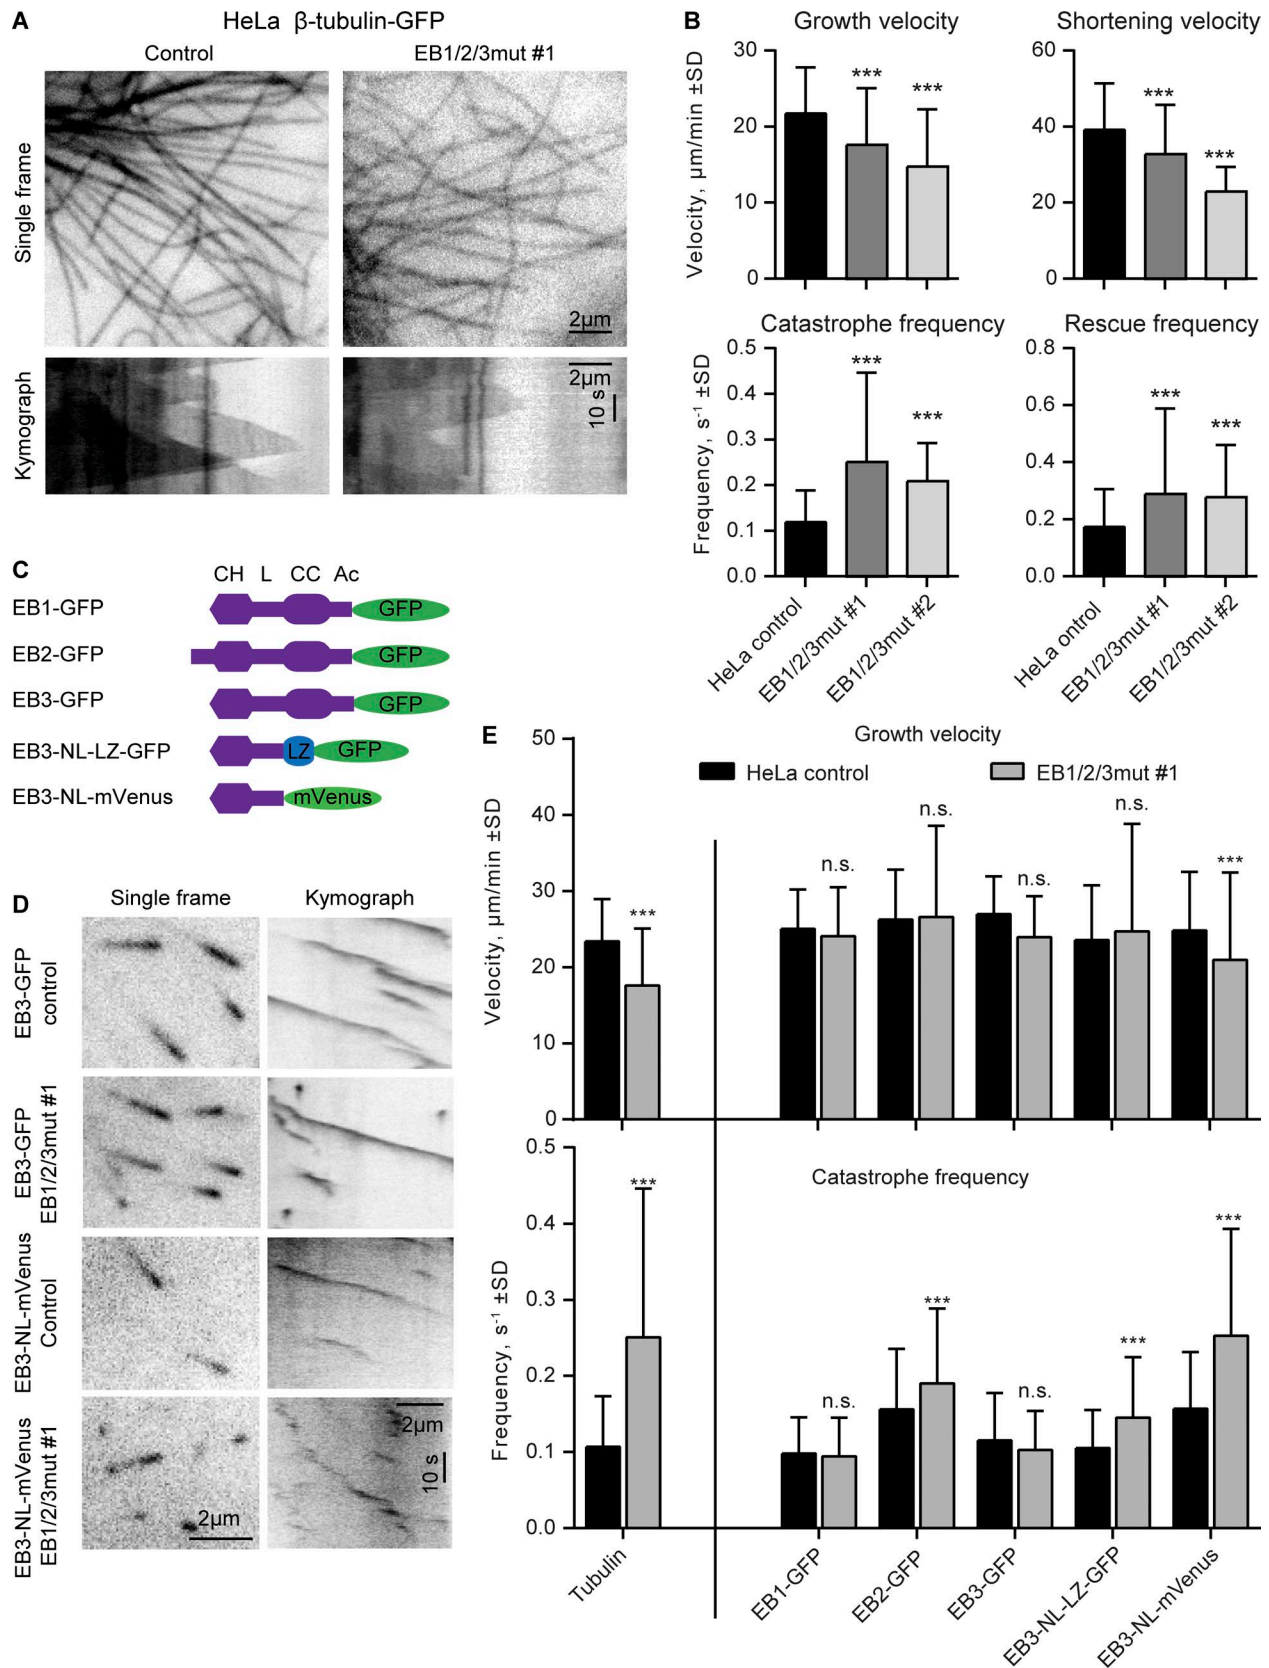 A
HeLa β-tubulin-GFP
Control
EB1/2/3mut #1
Single frame
2µm
Kymograph
2µm
10 s
B
Growth velocity
Shortening velocity
Velocity, µm/min ±SD
30
20
10
0
***
***
60
40
20
0
***
***
Catastrophe frequency
Rescue frequency
Frequency, s⁻¹ ±SD
0.5
0.4
0.3
0.2
0.1
0.0
***
***
0.8
0.6
0.4
0.2
0.0
***
***
HeLa control
EB1/2/3mut #1
EB1/2/3mut #2
HeLa ontrol
EB1/2/3mut #1
EB1/2/3mut #2
C
CH L CC Ac
EB1-GFP
GFP
EB2-GFP
GFP
EB3-GFP
GFP
EB3-NL-LZ-GFP
LZ GFP
EB3-NL-mVenus
mVenus
D
Single frame
Kymograph
EB3-GFP
control
EB3-GFP
EB1/2/3mut #1
EB3-NL-mVenus
Control
EB3-NL-mVenus
EB1/2/3mut #1
2µm
2µm
10 s
E
Growth velocity
HeLa control
EB1/2/3mut #1
Velocity, µm/min ±SD
50
40
30
20
10
0
***
n.s.
n.s.
n.s.
n.s.
***
Catastrophe frequency
Frequency, s⁻¹ ±SD
0.5
0.4
0.3
0.2
0.1
0.0
***
n.s.
***
n.s.
***
***
Tubulin
EB1-GFP
EB2-GFP
EB3-GFP
EB3-NL-LZ-GFP
EB3-NL-mVenus